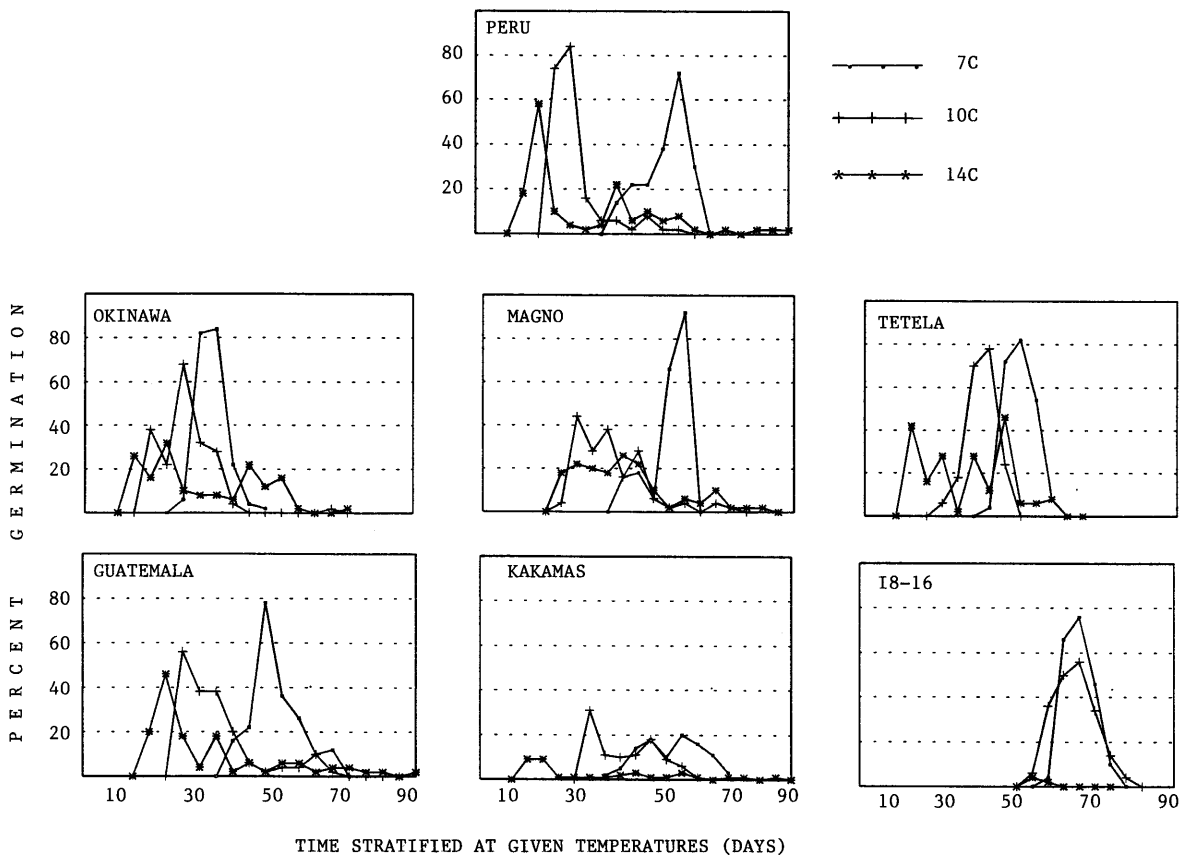 PERU
80
60
40
20
7C
10C
14C
OKINAWA
80
60
40
20
MAGNO
TETELA
PERCENT GERMINATION
GUATEMALA
80
60
40
20
KAKAMAS
I8-16
10 30 50 70 90
10 30 50 70 90
10 30 50 70 90
TIME STRATIFIED AT GIVEN TEMPERATURES (DAYS)